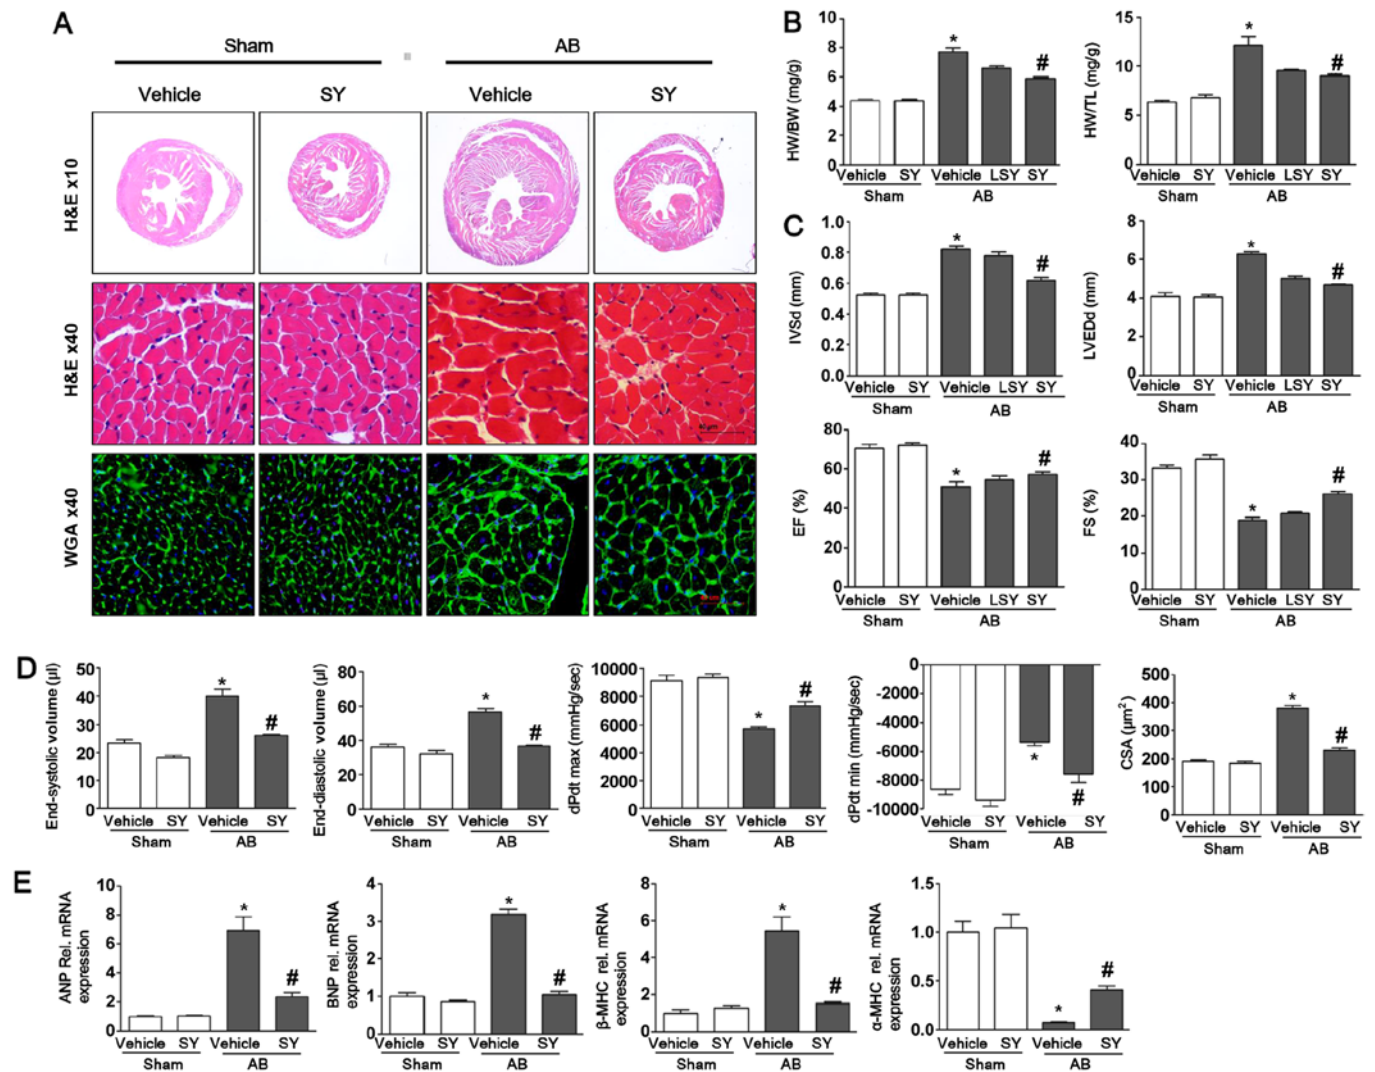 A
Sham
AB
Vehicle
SY
Vehicle
SY
H&E x10
H&E x40
WGA x40
B
HW/BW (mg/g)
10
8
6
4
2
0
*
#
Vehicle SY Vehicle LSY SY
Sham AB
HW/TL (mg/g)
15
10
5
0
*
#
Vehicle SY Vehicle LSY SY
Sham AB
C
IVSd (mm)
1.0
0.8
0.6
0.4
0.2
0.0
*
#
Vehicle SY Vehicle LSY SY
Sham AB
LVEDd (mm)
8
6
4
2
0
*
#
Vehicle SY Vehicle LSY SY
Sham AB
EF (%)
80
60
40
20
0
*
#
Vehicle SY Vehicle LSY SY
Sham AB
FS (%)
40
30
20
10
0
*
#
Vehicle SY Vehicle LSY SY
Sham AB
D
End-systolic volume (µl)
50
40
30
20
10
0
*
#
Vehicle SY Vehicle SY
Sham AB
End-diastolic volume (µl)
80
60
40
20
0
*
#
Vehicle SY Vehicle SY
Sham AB
dPdt max (mmHg/sec)
10000
8000
6000
4000
2000
0
*
#
Vehicle SY Vehicle SY
Sham AB
dPdt min (mmHg/sec)
0
-2000
-4000
-6000
-8000
-10000
*
#
Vehicle SY Vehicle SY
Sham AB
CSA (µm²)
500
400
300
200
100
0
*
#
Vehicle SY Vehicle SY
Sham AB
E
ANP Rel. mRNA
expression
10
8
6
4
2
0
*
#
Vehicle SY Vehicle SY
Sham AB
BNP rel. mRNA
expression
4
3
2
1
0
*
#
Vehicle SY Vehicle SY
Sham AB
β-MHC rel. mRNA
expression
8
6
4
2
0
*
#
Vehicle SY Vehicle SY
Sham AB
α-MHC rel. mRNA
expression
1.5
1.0
0.5
0.0
*
#
Vehicle SY Vehicle SY
Sham AB